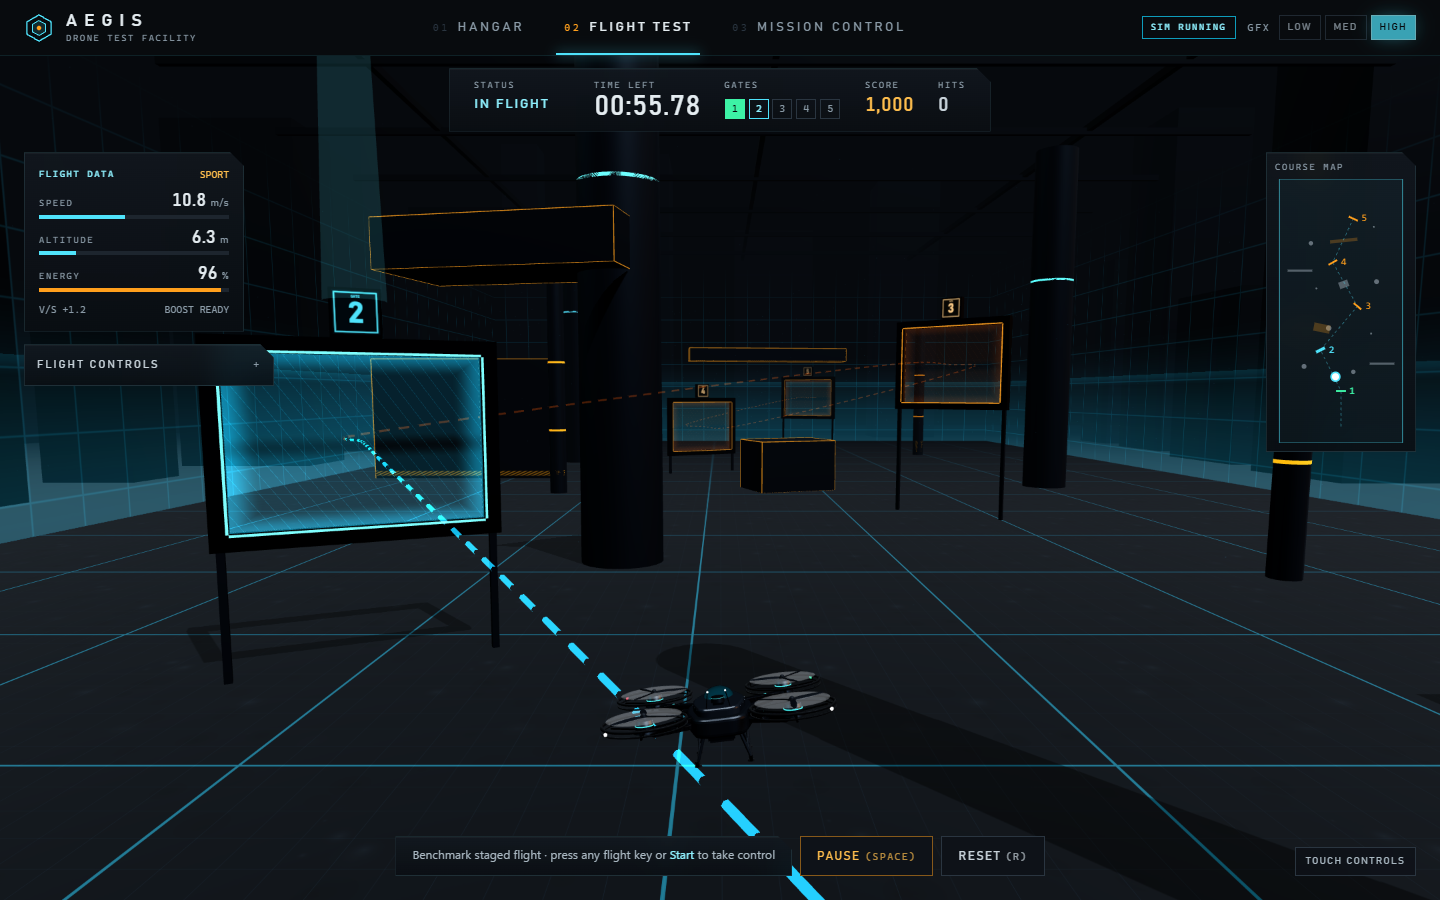 AEGIS
DRONE TEST FACILITY
01 HANGAR
02 FLIGHT TEST
03 MISSION CONTROL
SIM RUNNING
GFX
LOW
MED
HIGH
STATUS
IN FLIGHT
TIME LEFT
00:55.78
GATES
1 2 3 4 5
SCORE
1,000
HITS
0
FLIGHT DATA
SPORT
SPEED
10.8 m/s
ALTITUDE
6.3 m
ENERGY
96 %
V/S +1.2
BOOST READY
FLIGHT CONTROLS +
COURSE MAP
5
4
3
2
1
2
3
4
Benchmark staged flight · press any flight key or Start to take control
PAUSE (SPACE)
RESET (R)
TOUCH CONTROLS